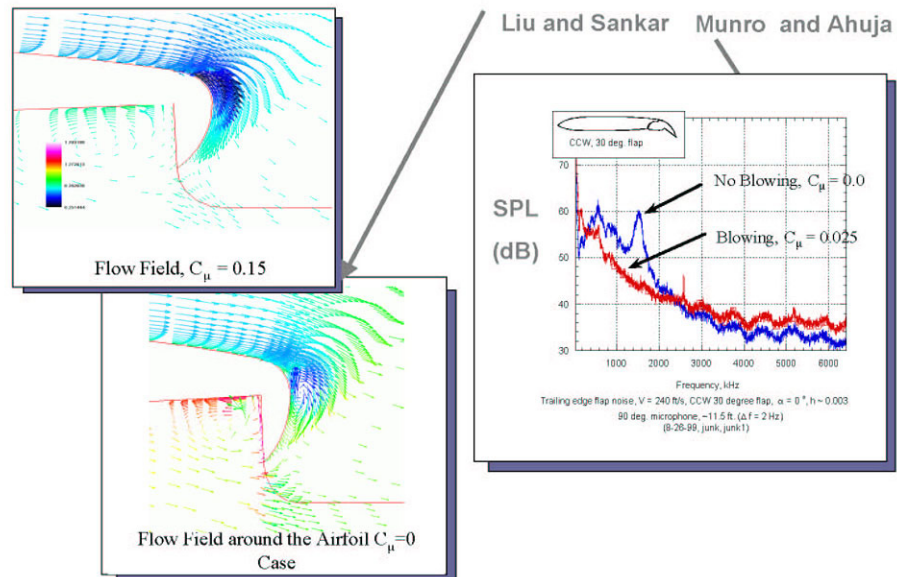 Liu and Sankar
Munro and Ahuja
Flow Field, Cμ = 0.15
Flow Field around the Airfoil Cμ=0
Case
CCW, 30 deg. flap
70
60
50
40
30
SPL
(dB)
No Blowing, Cμ = 0.0
Blowing, Cμ = 0.025
1000 2000 3000 4000 5000 6000
Frequency, kHz
Trailing edge flap noise, V = 240 ft/s, CCW 30 degree flap, α = 0°, h ~ 0.003
90 deg. microphone, ~11.5 ft. (Δf = 2 Hz)
(8-26-99, junk, junk1)